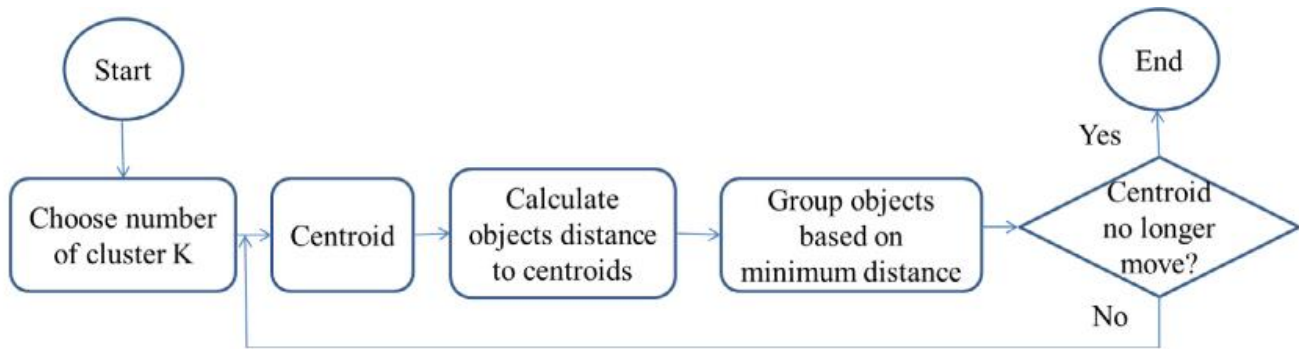 Start
Choose number
of cluster K
Centroid
Calculate
objects distance
to centroids
Group objects
based on
minimum distance
Centroid
no longer
move?
Yes
End
No